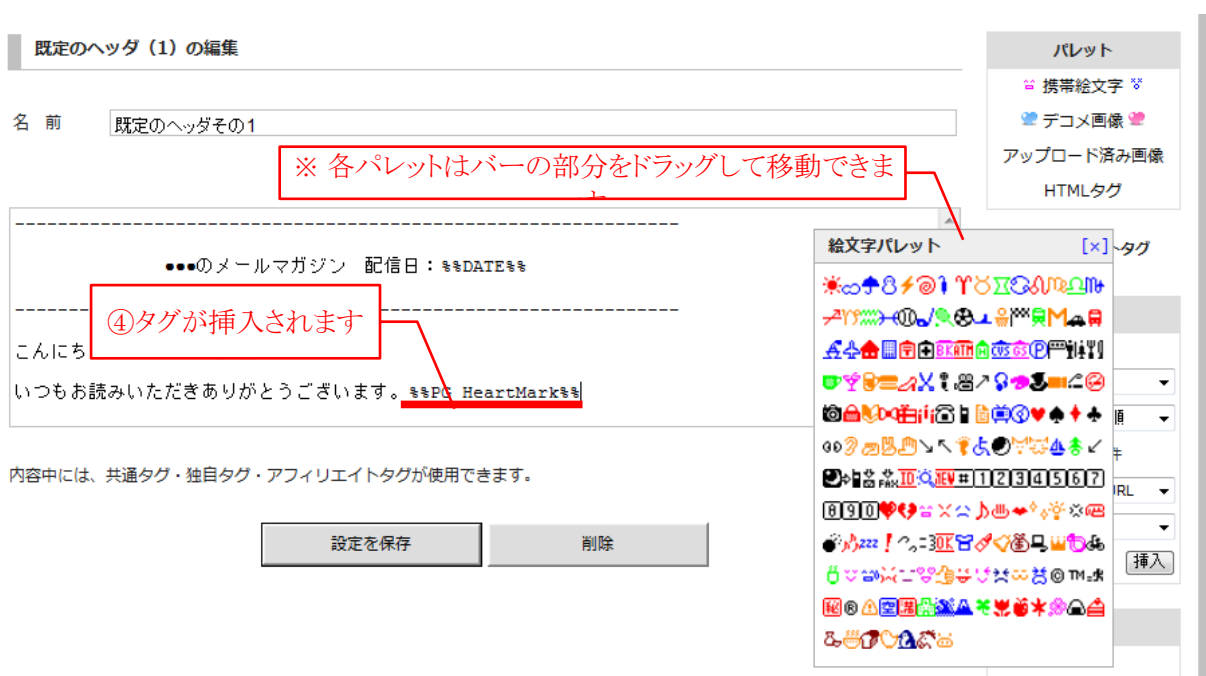 既定のヘッダ（1）の編集
パレット
携帯絵文字
デコメ画像
アップロード済み画像
HTMLタグ
名　前
既定のヘッダその1
※ 各パレットはバーの部分をドラッグして移動できま
------------------------------------------------------------
●●●のメールマガジン　配信日：%%DATE%%
------------------------------------------------------------
④タグが挿入されます
こんにち
いつもお読みいただきありがとうございます。%%PG_HeartMark%%
絵文字パレット [×]
トタグ
内容中には、共通タグ・独自タグ・アフィリエイトタグが使用できます。
設定を保存
削除
順
件
URL
挿入